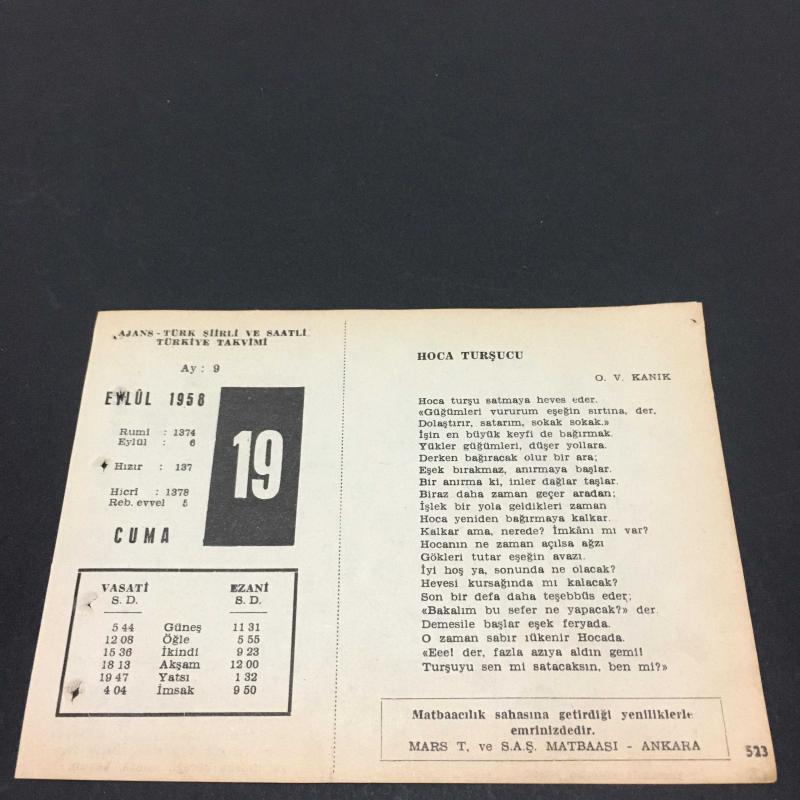 AJANS - TÜRK ŞİİRLİ VE SAATLİ
TÜRKİYE TAKVİMİ
Ay : 9
EYLÛL 1958
Rumî : 1374
Eylül : 6
Hızır : 137
Hicrî : 1378
Reb. evvel 5
CUMA
19
VASATİ EZANİ
S. D. S. D.
5 44 Güneş 11 31
12 08 Öğle 5 55
15 36 İkindi 9 23
18 13 Akşam 12 00
19 47 Yatsı 1 32
4 04 İmsak 9 50
HOCA TURŞUCU
O. V. KANIK
Hoca turşu satmaya heves eder.
«Güğümleri vururum eşeğin sırtına, der,
Dolaştırır, satarım, sokak sokak.»
İşin en büyük keyfi de bağırmak.
Yükler güğümleri, düşer yollara.
Derken bağıracak olur bir ara;
Eşek bırakmaz, anırmaya başlar.
Bir anırma ki, inler dağlar taşlar.
Biraz daha zaman geçer aradan;
İşlek bir yola geldikleri zaman
Hoca yeniden bağırmaya kalkar.
Kalkar ama, nerede? İmkânı mı var?
Hocanın ne zaman açılsa ağzı
Gökleri tutar eşeğin avazı.
İyi hoş ya, sonunda ne olacak?
Hevesi kursağında mı kalacak?
Son bir defa daha teşebbüs eder;
«Bakalım bu sefer ne yapacak?» der.
Demesile başlar eşek feryada.
O zaman sabır tükenir Hocada.
«Eee! der, fazla azıya aldın gemi!
Turşuyu sen mi satacaksın, ben mi?»
Matbaacılık sahasına getirdiği yeniliklerle
emrinizdedir.
MARS T. ve S.A.Ş. MATBAASI - ANKARA
523